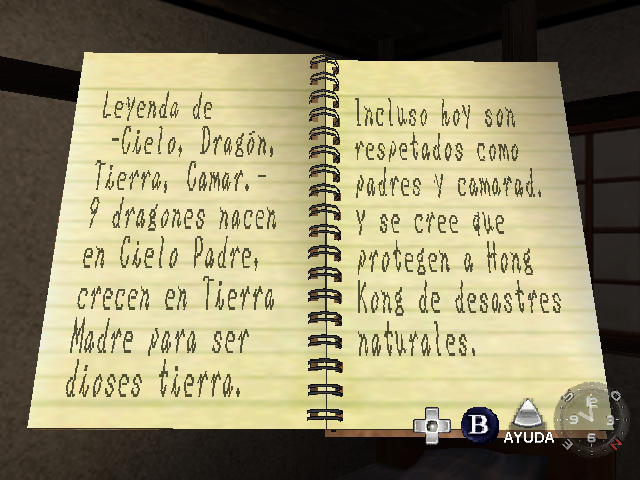 Leyenda de
-Cielo, Dragón,
Tierra, Camar.-
9 dragones nacen
en Cielo Padre,
crecen en Tierra
Madre para ser
dioses tierra.
Incluso hoy son
respetados como
padres y camarad.
y se cree que
protegen a Hong
Kong de desastres
naturales.
B
AYUDA